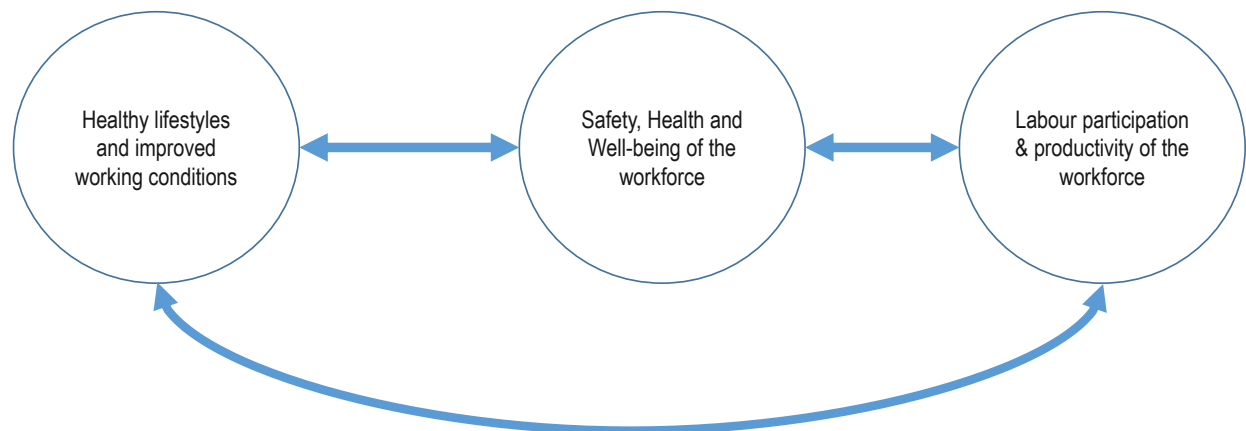 Healthy lifestyles
and improved
working conditions
Safety, Health and
Well-being of the
workforce
Labour participation
& productivity of the
workforce